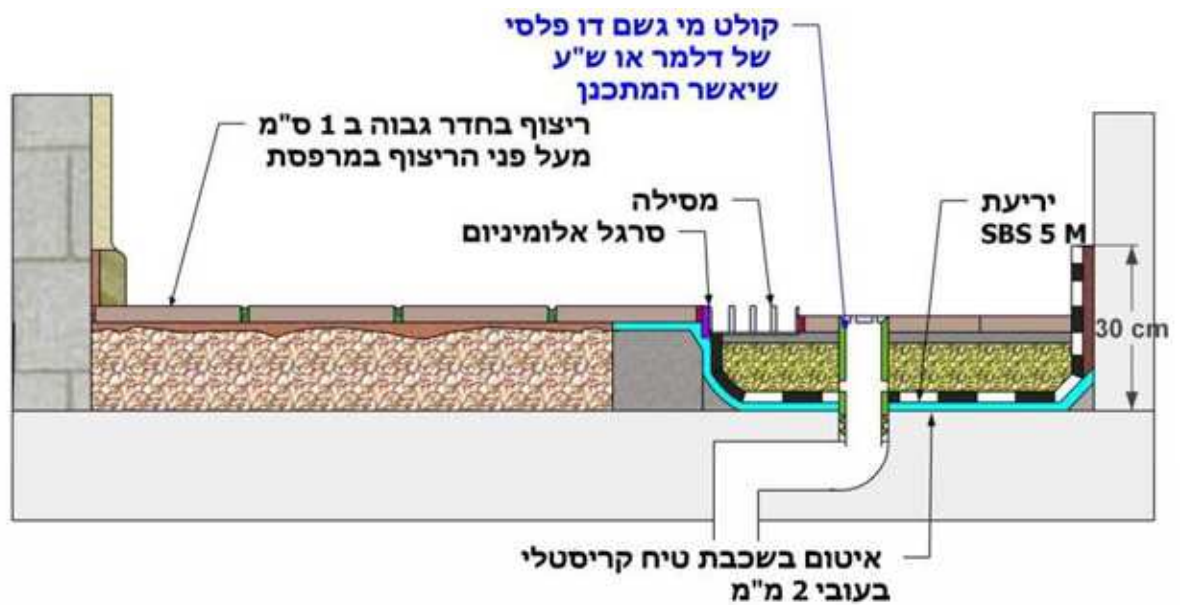 קולט מי גשם דו פלסי
של דלמר או ש"ע
שיאשר המתכנן
ריצוף בחדר גבוה ב 1 ס"מ
מעל פני הריצוף במרפסת
מסילה
סרגל אלומיניום
יריעת
SBS 5 M
30 cm
איטום בשכבת טיח קריסטלי
בעובי 2 מ"מ